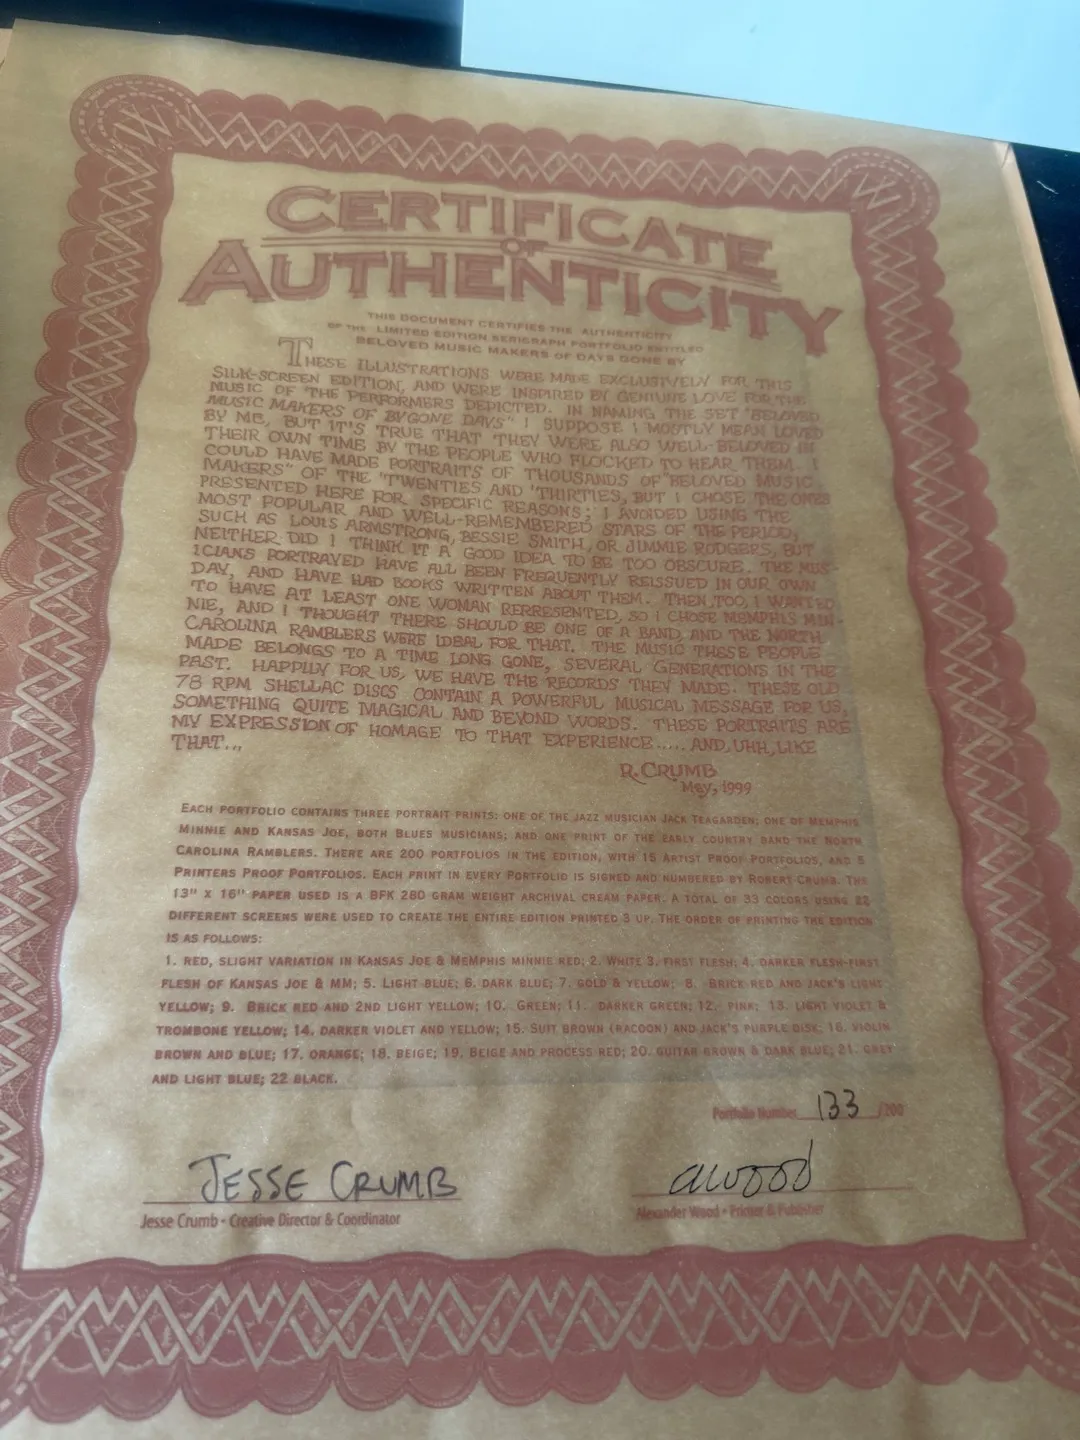 CERTIFICATE
OF
AUTHENTICITY
THIS DOCUMENT CERTIFIES THE AUTHENTICITY
OF THE LIMITED EDITION SERIGRAPH PORTFOLIO ENTITLED
BELOVED MUSIC MAKERS OF DAYS GONE BY
THESE ILLUSTRATIONS WERE MADE EXCLUSIVELY FOR THIS
SILK-SCREEN EDITION, AND WERE INSPIRED BY GENIUNE LOVE FOR THE
MUSIC OF THE PERFORMERS DEPICTED. IN NAMING THE SET "BELOVED
MUSIC MAKERS OF BYGONE DAYS" I SUPPOSE I MOSTLY MEAN LOVED
BY ME, BUT IT'S TRUE THAT THEY WERE ALSO WELL-BELOVED IN
THEIR OWN TIME BY THE PEOPLE WHO FLOCKED TO HEAR THEM. I
COULD HAVE MADE PORTRAITS OF THOUSANDS OF "BELOVED MUSIC
MAKERS" OF THE 'TWENTIES AND 'THIRTIES, BUT I CHOSE THE ONES
PRESENTED HERE FOR SPECIFIC REASONS; I AVOIDED USING THE
MOST POPULAR AND WELL-REMEMBERED STARS OF THE PERIOD,
SUCH AS LOUIS ARMSTRONG, BESSIE SMITH, OR JIMMIE RODGERS, BUT
NEITHER DID I THINK IT A GOOD IDEA TO BE TOO OBSCURE. THE MUS-
ICIANS PORTRAYED HAVE ALL BEEN FREQUENTLY REISSUED IN OUR OWN
DAY, AND HAVE HAD BOOKS WRITTEN ABOUT THEM. THEN, TOO, I WANTED
TO HAVE AT LEAST ONE WOMAN REPRESENTED, SO I CHOSE MEMPHIS MIN-
NIE, AND I THOUGHT THERE SHOULD BE ONE OF A BAND, AND THE NORTH
CAROLINA RAMBLERS WERE IDEAL FOR THAT. THE MUSIC THESE PEOPLE
MADE BELONGS TO A TIME LONG GONE, SEVERAL GENERATIONS IN THE
PAST. HAPPILY FOR US, WE HAVE THE RECORDS THEY MADE. THESE OLD
78 RPM SHELLAC DISCS CONTAIN A POWERFUL MUSICAL MESSAGE FOR US,
SOMETHING QUITE MAGICAL AND BEYOND WORDS. THESE PORTRAITS ARE
MY EXPRESSION OF HOMAGE TO THAT EXPERIENCE..... AND, UHH, LIKE
THAT...
R. CRUMB
May, 1999
EACH PORTFOLIO CONTAINS THREE PORTRAIT PRINTS: ONE OF THE JAZZ MUSICIAN JACK TEAGARDEN; ONE OF MEMPHIS
MINNIE AND KANSAS JOE, BOTH BLUES MUSICIANS; AND ONE PRINT OF THE EARLY COUNTRY BAND THE NORTH
CAROLINA RAMBLERS. THERE ARE 200 PORTFOLIOS IN THE EDITION, WITH 15 ARTIST PROOF PORTFOLIOS, AND 5
PRINTERS PROOF PORTFOLIOS. EACH PRINT IN EVERY PORTFOLIO IS SIGNED AND NUMBERED BY ROBERT CRUMB. THE
13" X 16" PAPER USED IS A BFK 280 GRAM WEIGHT ARCHIVAL CREAM PAPER. A TOTAL OF 33 COLORS USING 22
DIFFERENT SCREENS WERE USED TO CREATE THE ENTIRE EDITION PRINTED 3 UP. THE ORDER OF PRINTING THE EDITION
IS AS FOLLOWS:
1. RED, SLIGHT VARIATION IN KANSAS JOE & MEMPHIS MINNIE RED; 2. WHITE 3. FIRST FLESH; 4. DARKER FLESH-FIRST
FLESH OF KANSAS JOE & MM; 5. LIGHT BLUE; 6. DARK BLUE; 7. GOLD & YELLOW; 8. BRICK RED AND JACK'S LIGHT
YELLOW; 9. BRICK RED AND 2ND LIGHT YELLOW; 10. GREEN; 11. DARKER GREEN; 12. PINK; 13. LIGHT VIOLET &
TROMBONE YELLOW; 14. DARKER VIOLET AND YELLOW; 15. SUIT BROWN (RACOON) AND JACK'S PURPLE DISK; 16. VIOLIN
BROWN AND BLUE; 17. ORANGE; 18. BEIGE; 19. BEIGE AND PROCESS RED; 20. GUITAR BROWN & DARK BLUE; 21. GREY
AND LIGHT BLUE; 22 BLACK.
Portfolio Number 133 /200
JESSE CRUMB
awood
Jesse Crumb - Creative Director & Coordinator
Alexander Wood - Printer & Publisher